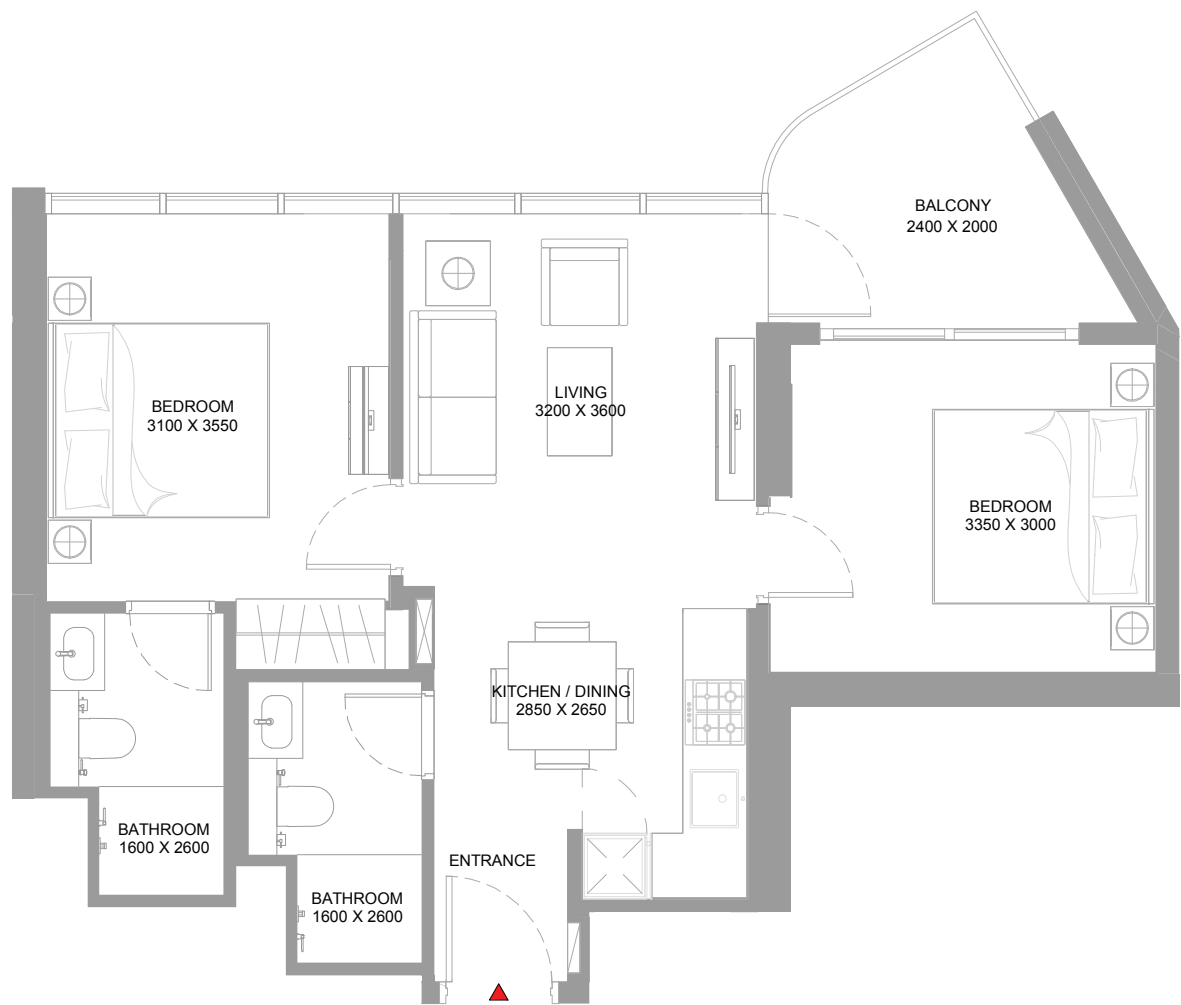 BALCONY
2400 X 2000
BEDROOM
3100 X 3550
LIVING
3200 X 3600
BEDROOM
3350 X 3000
KITCHEN / DINING
2850 X 2650
BATHROOM
1600 X 2600
ENTRANCE
BATHROOM
1600 X 2600